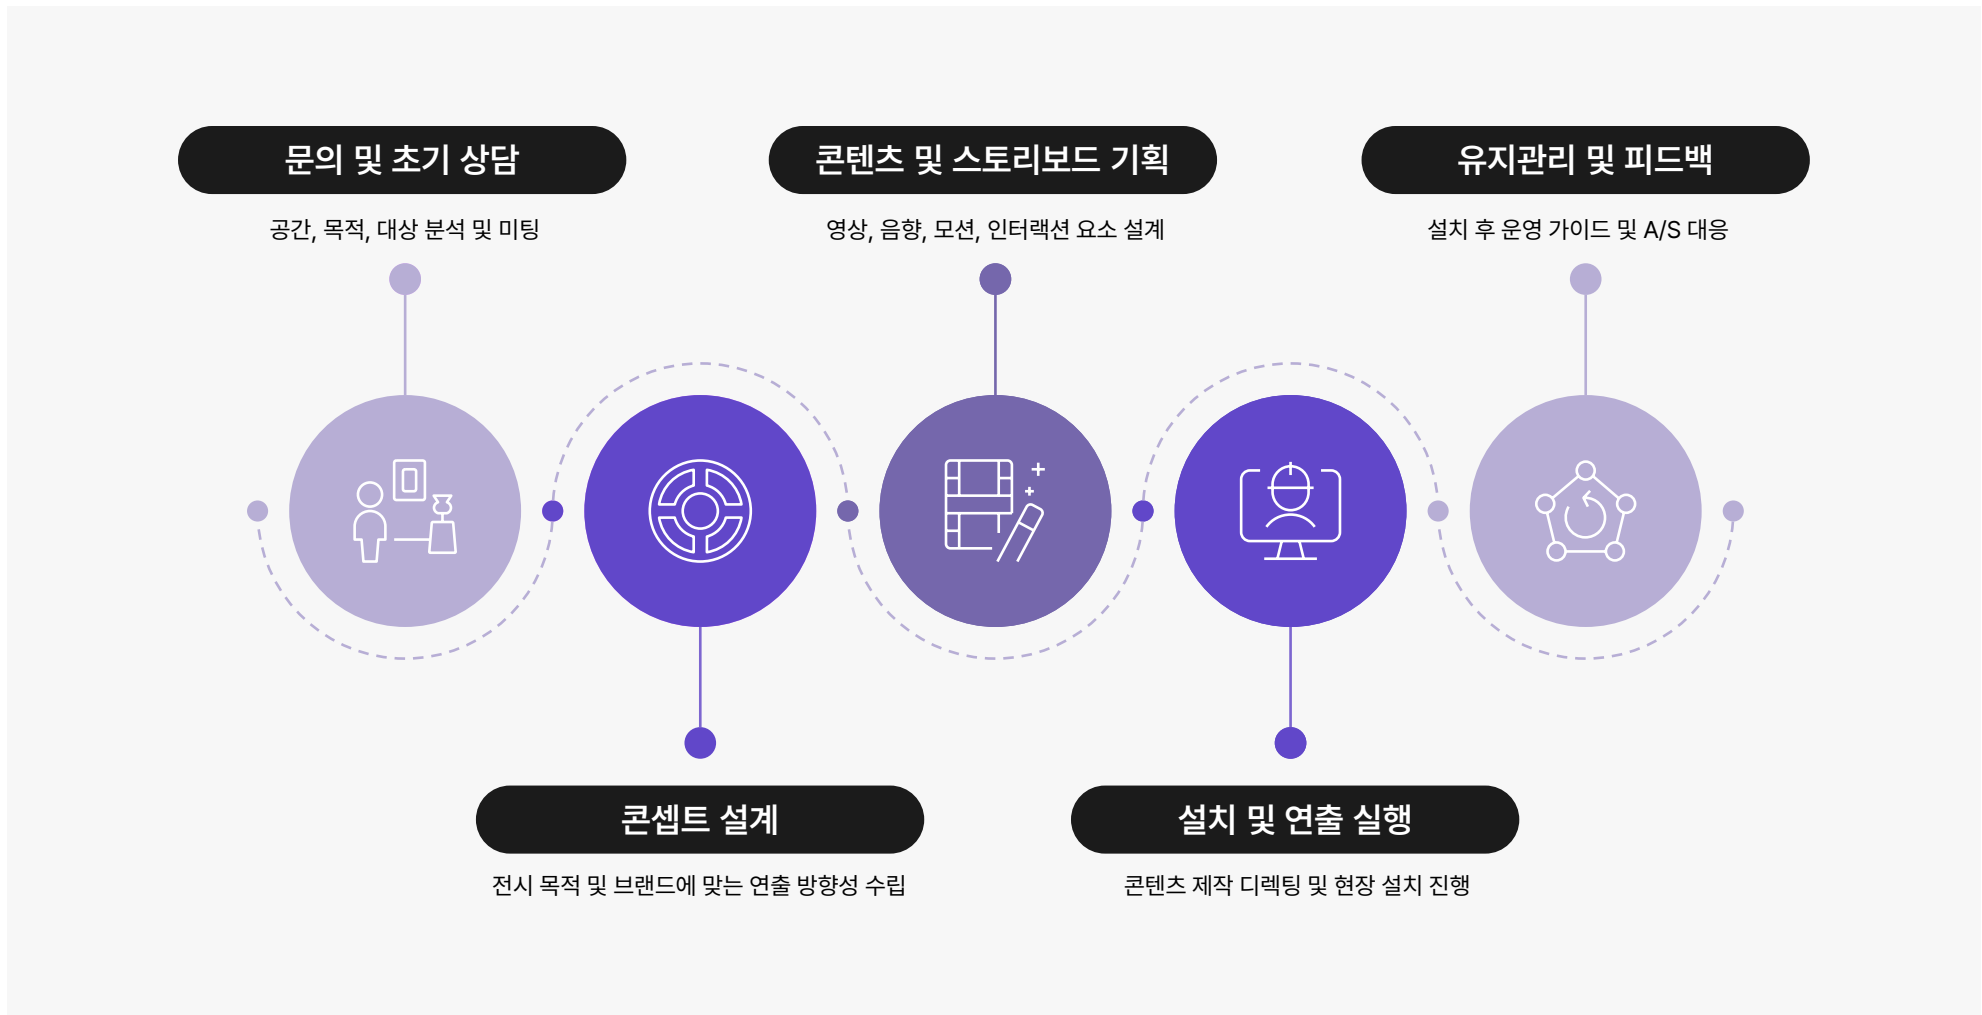 문의 및 초기 상담
공간, 목적, 대상 분석 및 미팅
콘셉트 설계
전시 목적 및 브랜드에 맞는 연출 방향성 수립
콘텐츠 및 스토리보드 기획
영상, 음향, 모션, 인터랙션 요소 설계
설치 및 연출 실행
콘텐츠 제작 디렉팅 및 현장 설치 진행
유지관리 및 피드백
설치 후 운영 가이드 및 A/S 대응